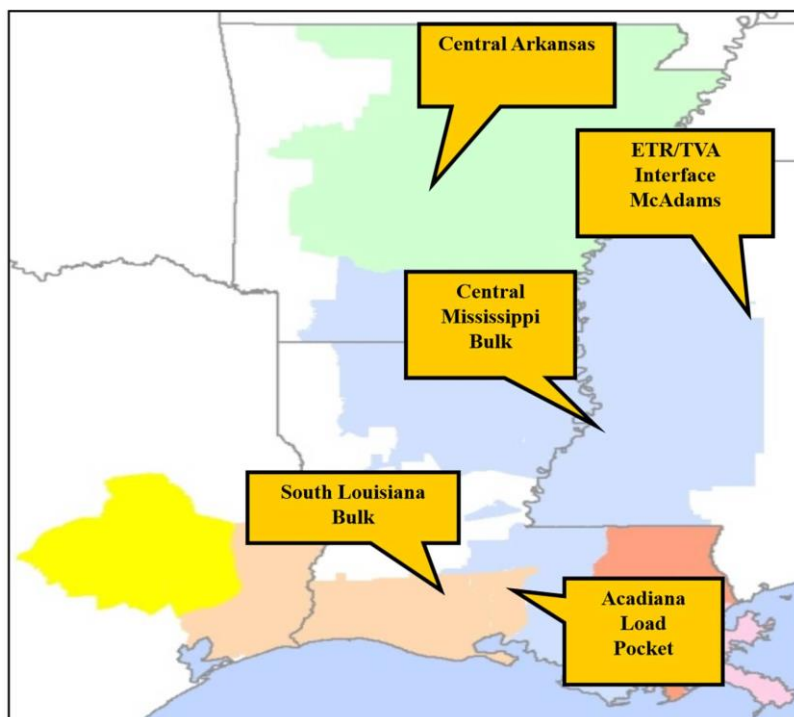 Central Arkansas
ETR/TVA
Interface
McAdams
Central
Mississippi
Bulk
South Louisiana
Bulk
Acadiana
Load
Pocket